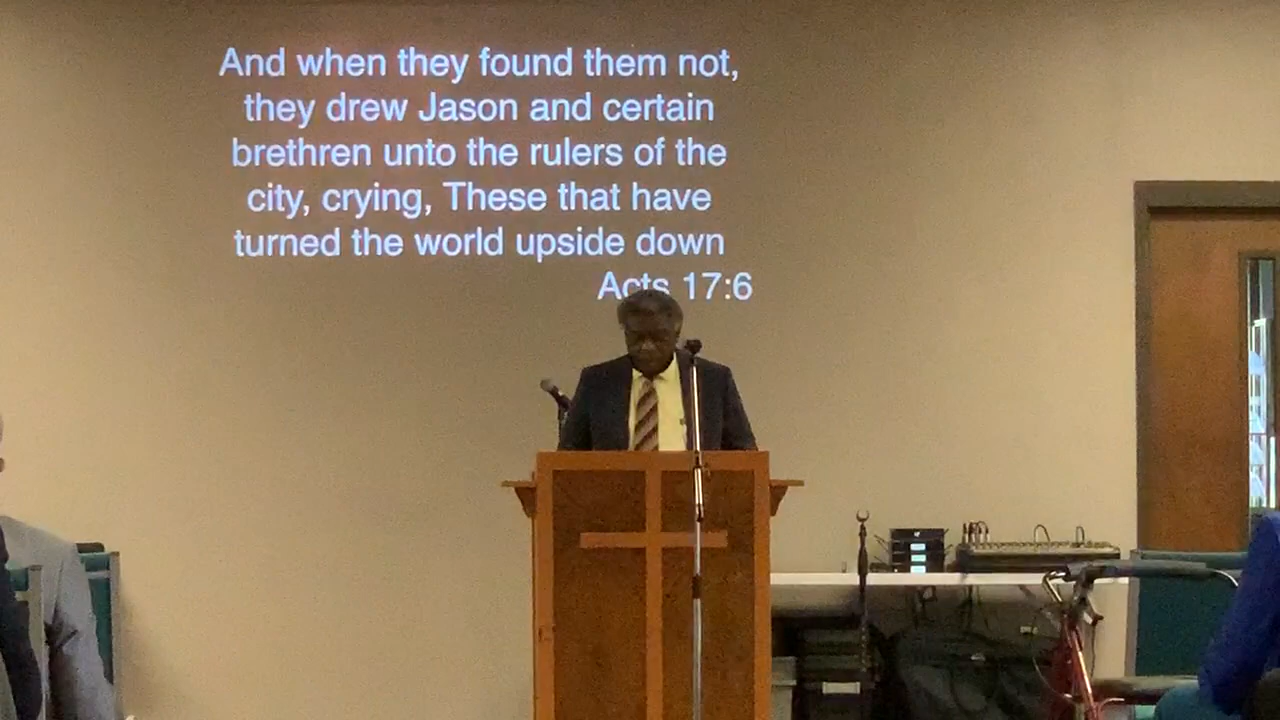 And when they found them not,
they drew Jason and certain
brethren unto the rulers of the
city, crying, These that have
turned the world upside down
Acts 17:6